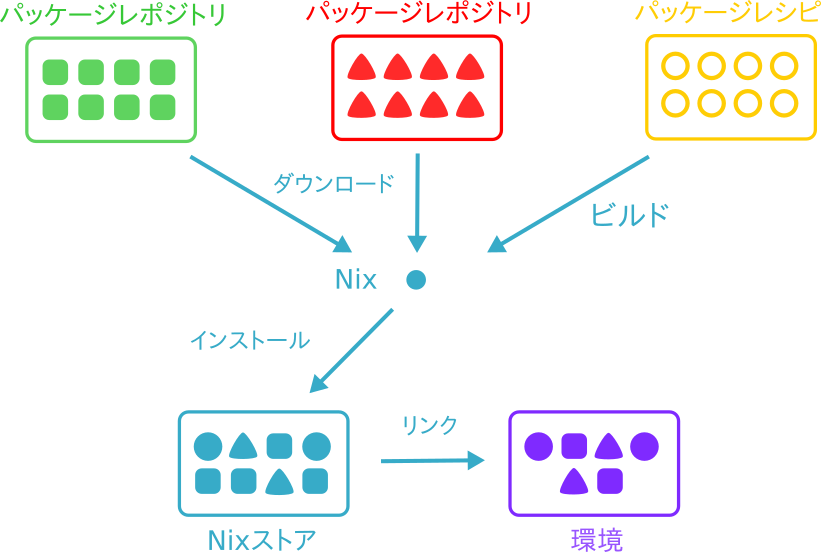 パッケージレポジトリ
パッケージレポジトリ
パッケージレシピ
ダウンロード
ビルド
Nix
インストール
リンク
Nixストア
環境